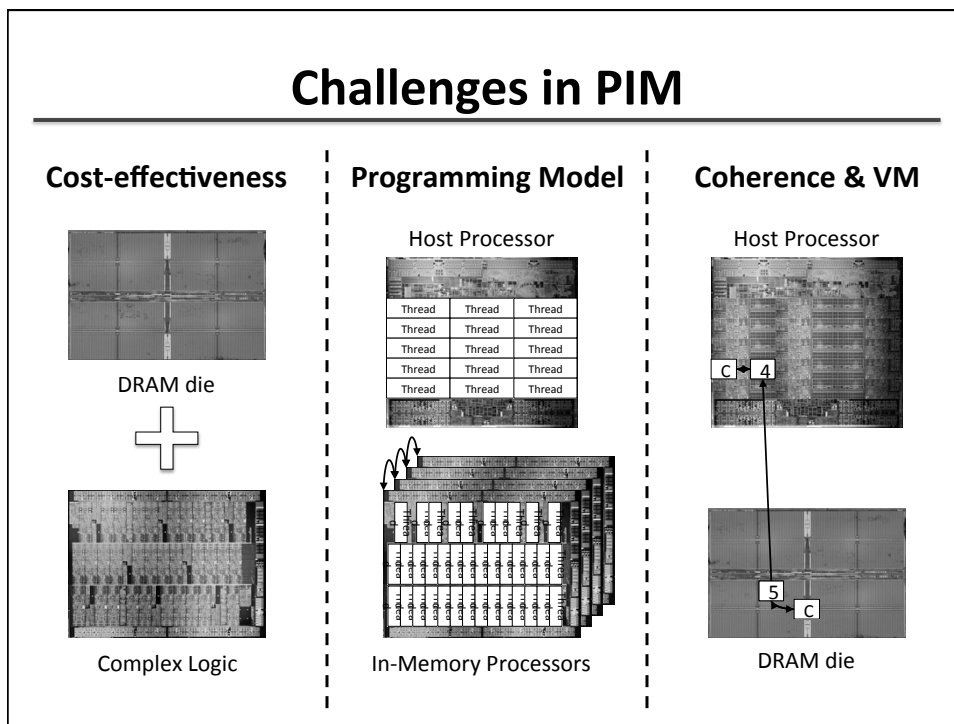 Challenges in PIM
Cost-effectiveness
DRAM die
Complex Logic
Programming Model
Host Processor
Thread Thread Thread
Thread Thread Thread
Thread Thread Thread
Thread Thread Thread
Thread Thread Thread
In-Memory Processors
Coherence & VM
Host Processor
C 4
5 C
DRAM die